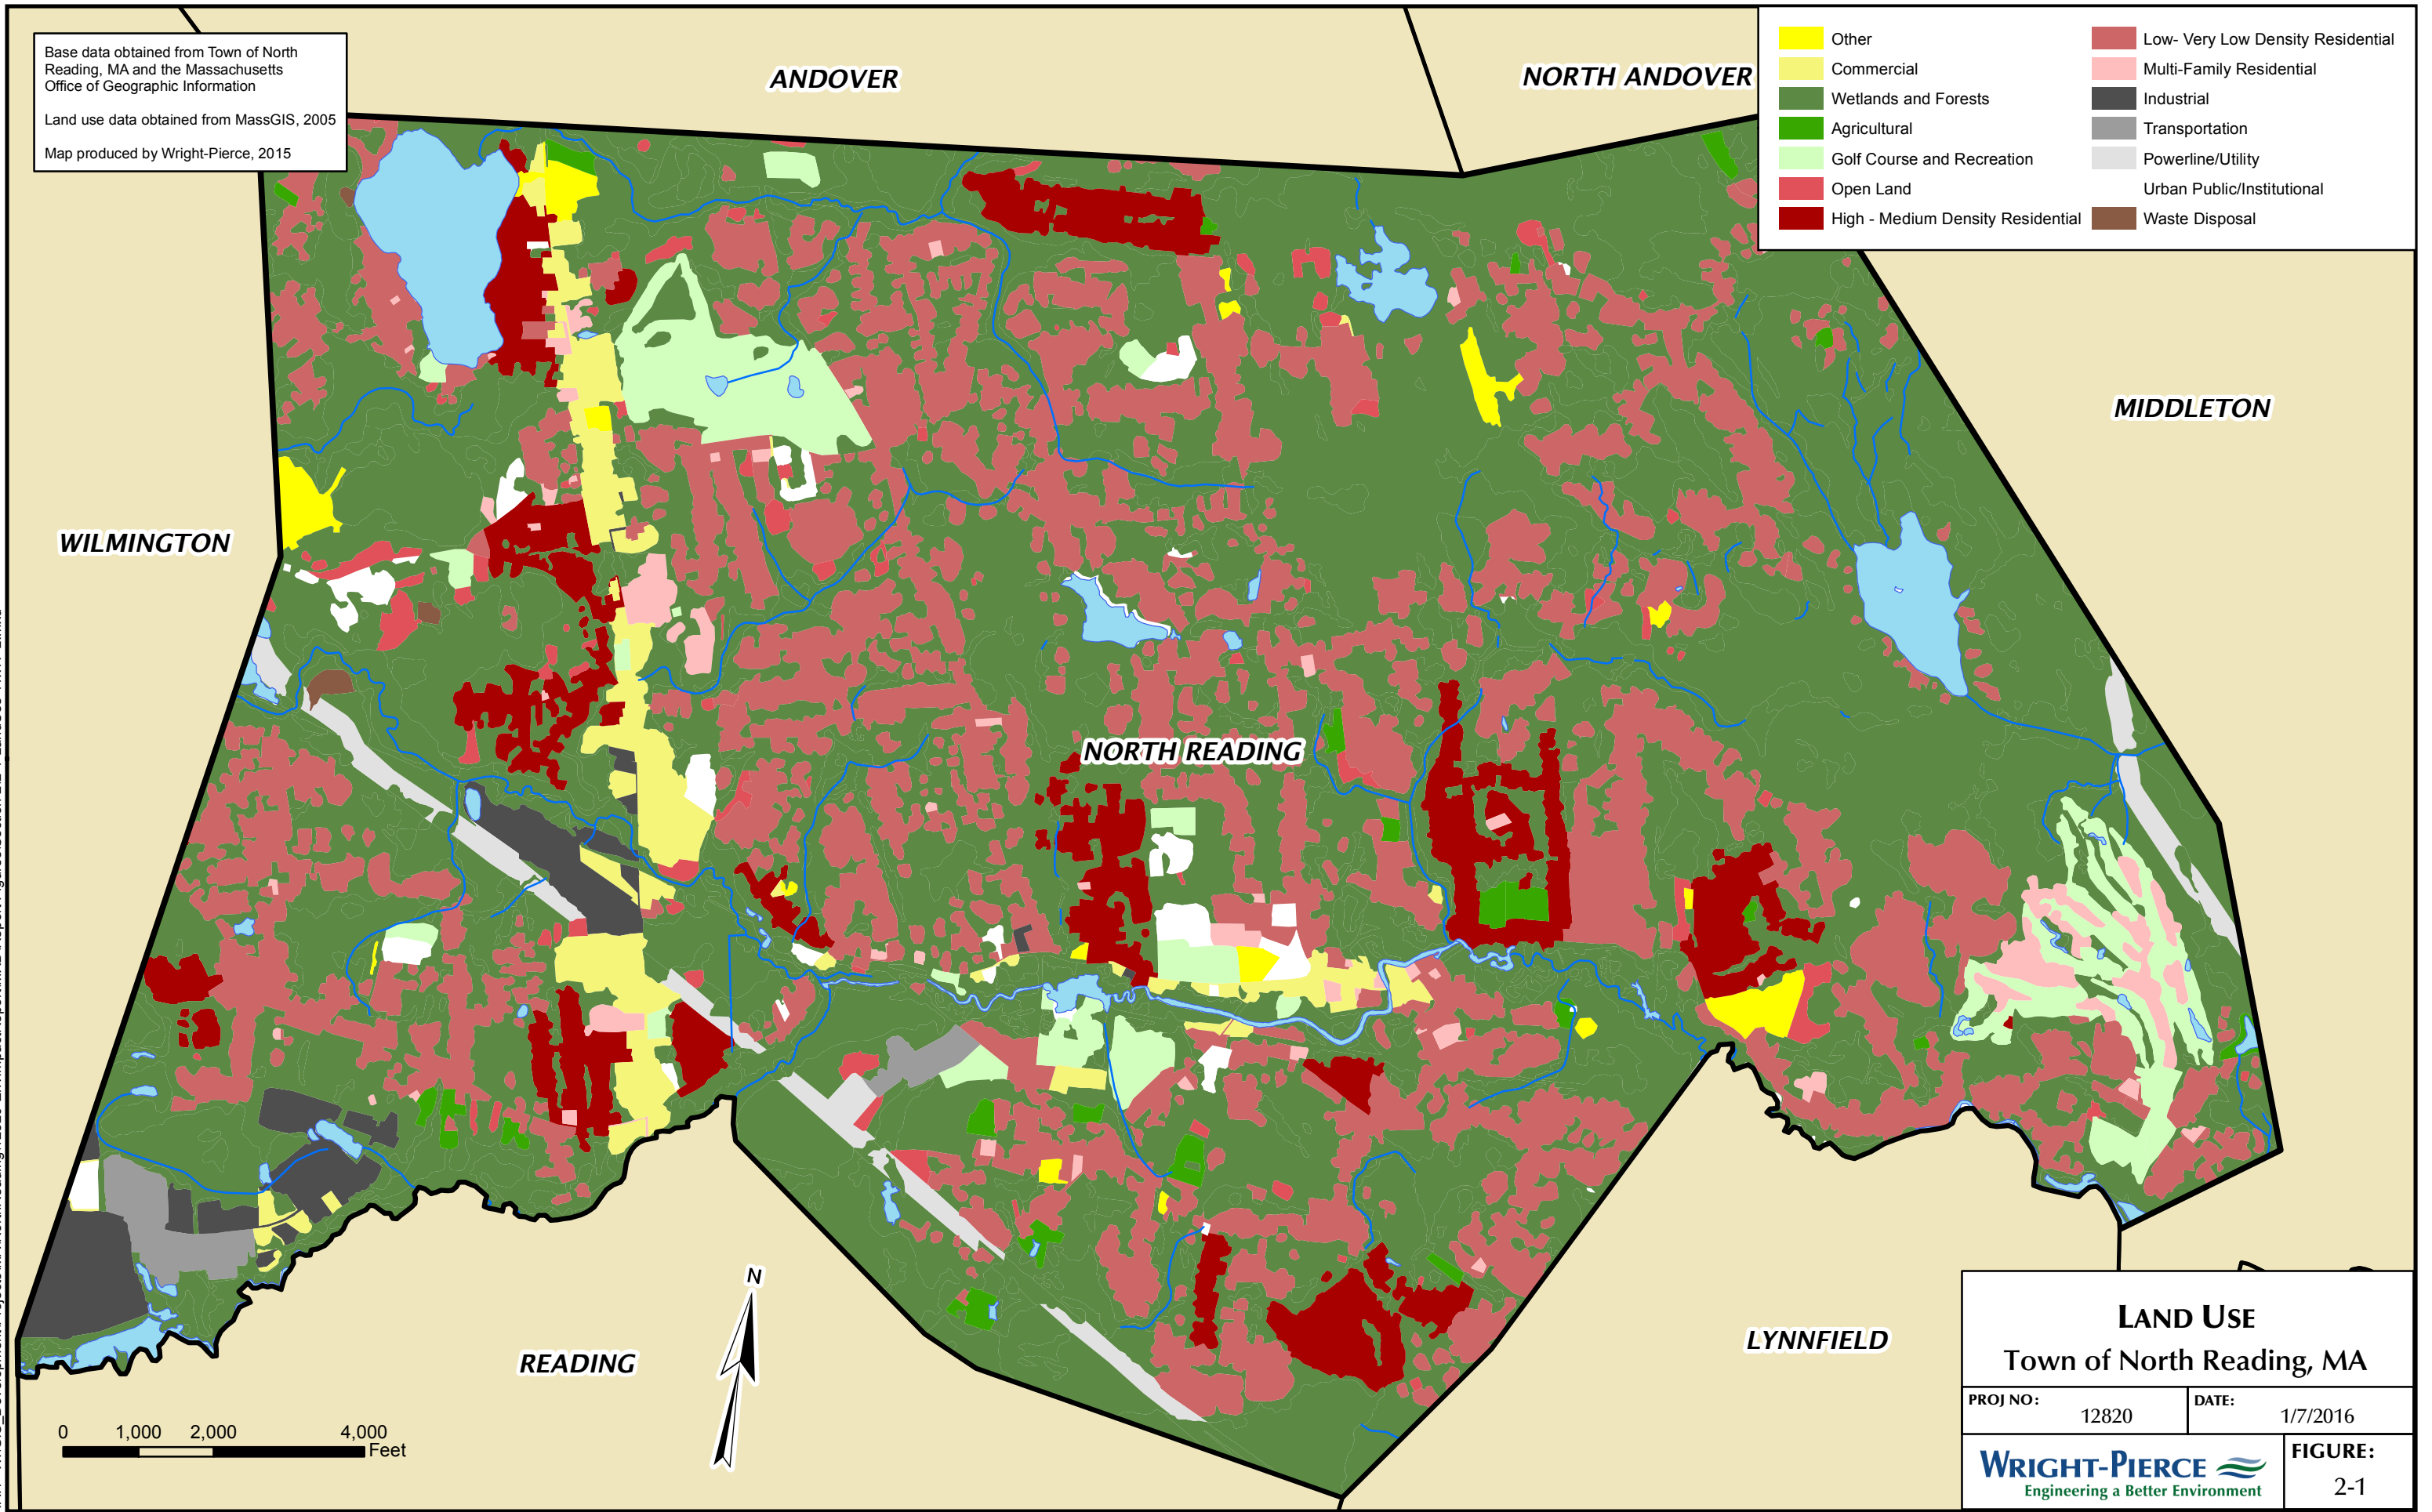 Base data obtained from Town of North
Reading, MA and the Massachusetts
Office of Geographic Information
Land use data obtained from MassGIS, 2005
Map produced by Wright-Pierce, 2015
ANDOVER
NORTH ANDOVER
Other
Commercial
Wetlands and Forests
Agricultural
Golf Course and Recreation
Open Land
High - Medium Density Residential
Low- Very Low Density Residential
Multi-Family Residential
Industrial
Transportation
Powerline/Utility
Urban Public/Institutional
Waste Disposal
MIDDLETON
WILMINGTON
NORTH READING
READING
LYNNFIELD
N
0 1,000 2,000 4,000
Feet
LAND USE
Town of North Reading, MA
PROJ NO: 12820
DATE: 1/7/2016
WRIGHT-PIERCE
Engineering a Better Environment
FIGURE:
2-1